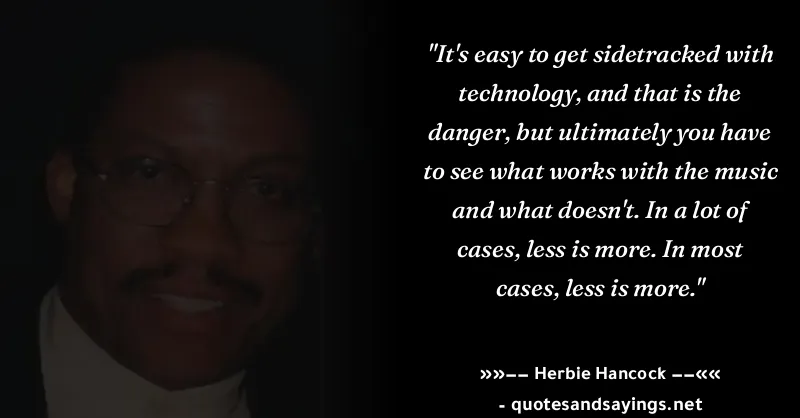 "It's easy to get sidetracked with
technology, and that is the
danger, but ultimately you have
to see what works with the music
and what doesn't. In a lot of
cases, less is more. In most
cases, less is more."
»»–– Herbie Hancock ––««
- quotesandsayings.net